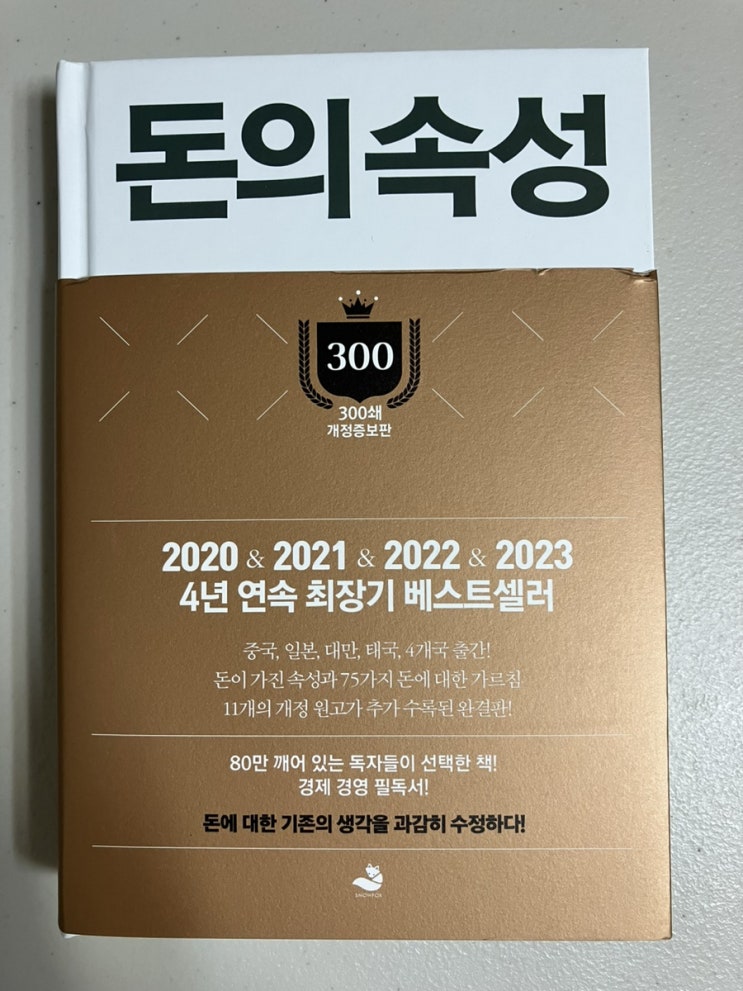 돈의 속성
300
300쇄
개정증보판
2020 & 2021 & 2022 & 2023
4년 연속 최장기 베스트셀러
중국, 일본, 대만, 태국, 4개국 출간!
돈이 가진 속성과 75가지 돈에 대한 가르침
11개의 개정 원고가 추가 수록된 완결판!
80만 깨어 있는 독자들이 선택한 책!
경제 경영 필독서!
돈에 대한 기존의 생각을 과감히 수정하다!
SNOWFOX